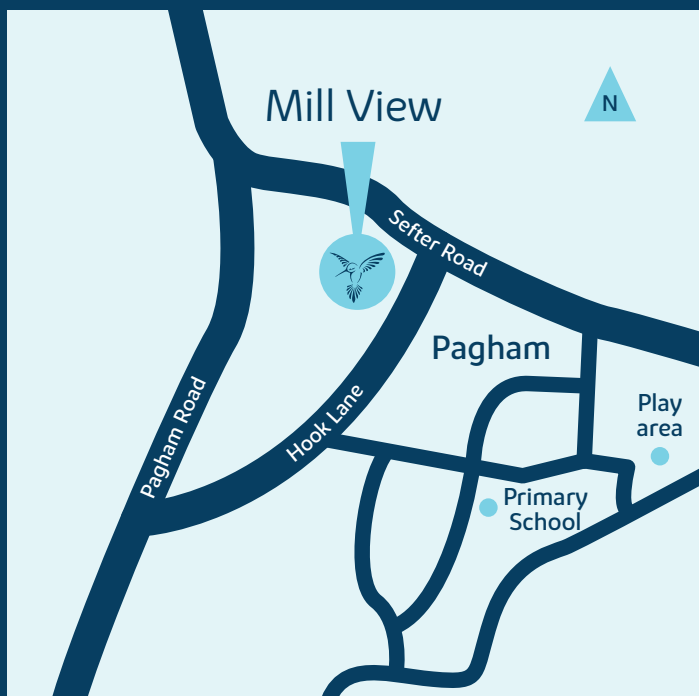 Mill View
N
Sefter Road
Pagham
Hook Lane
Pagham Road
Play
area
Primary
School